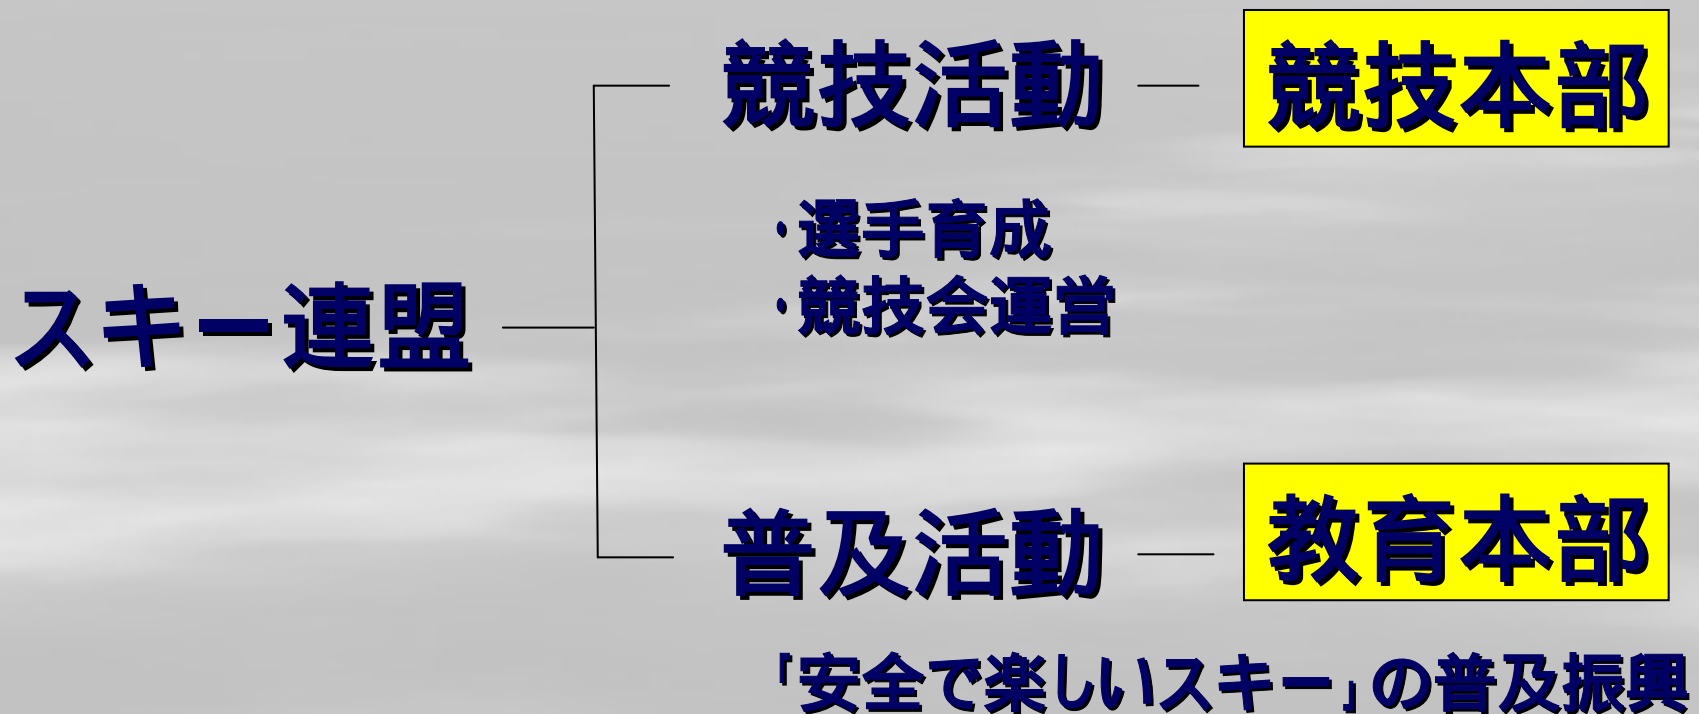 競技活動
競技本部
・選手育成
・競技会運営
スキー連盟
普及活動
教育本部
「安全で楽しいスキー」の普及振興